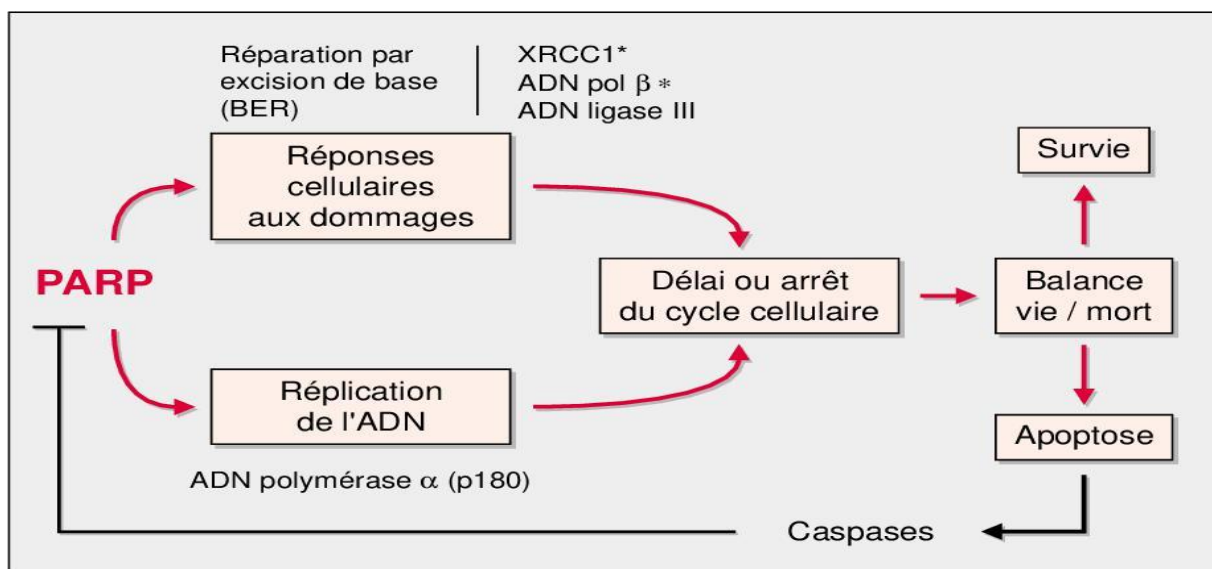 Réparation par
excision de base
(BER)
XRCC1*
ADN pol β *
ADN ligase III
Réponses
cellulaires
aux dommages
Survie
PARP
Délai ou arrêt
du cycle cellulaire
Balance
vie / mort
Réplication
de l'ADN
Apoptose
ADN polymérase α (p180)
Caspases